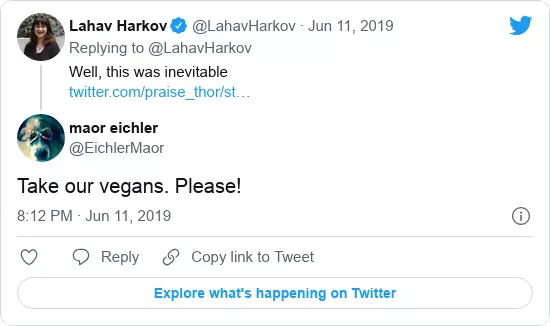 Lahav Harkov @LahavHarkov · Jun 11, 2019
Replying to @LahavHarkov
Well, this was inevitable
twitter.com/praise_thor/st…
maor eichler
@EichlerMaor
Take our vegans. Please!
8:12 PM · Jun 11, 2019
Reply Copy link to Tweet
Explore what's happening on Twitter